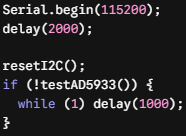 Serial.begin(115200);
delay(2000);

resetI2C();
if (!testAD5933()) {
  while (1) delay(1000);
}